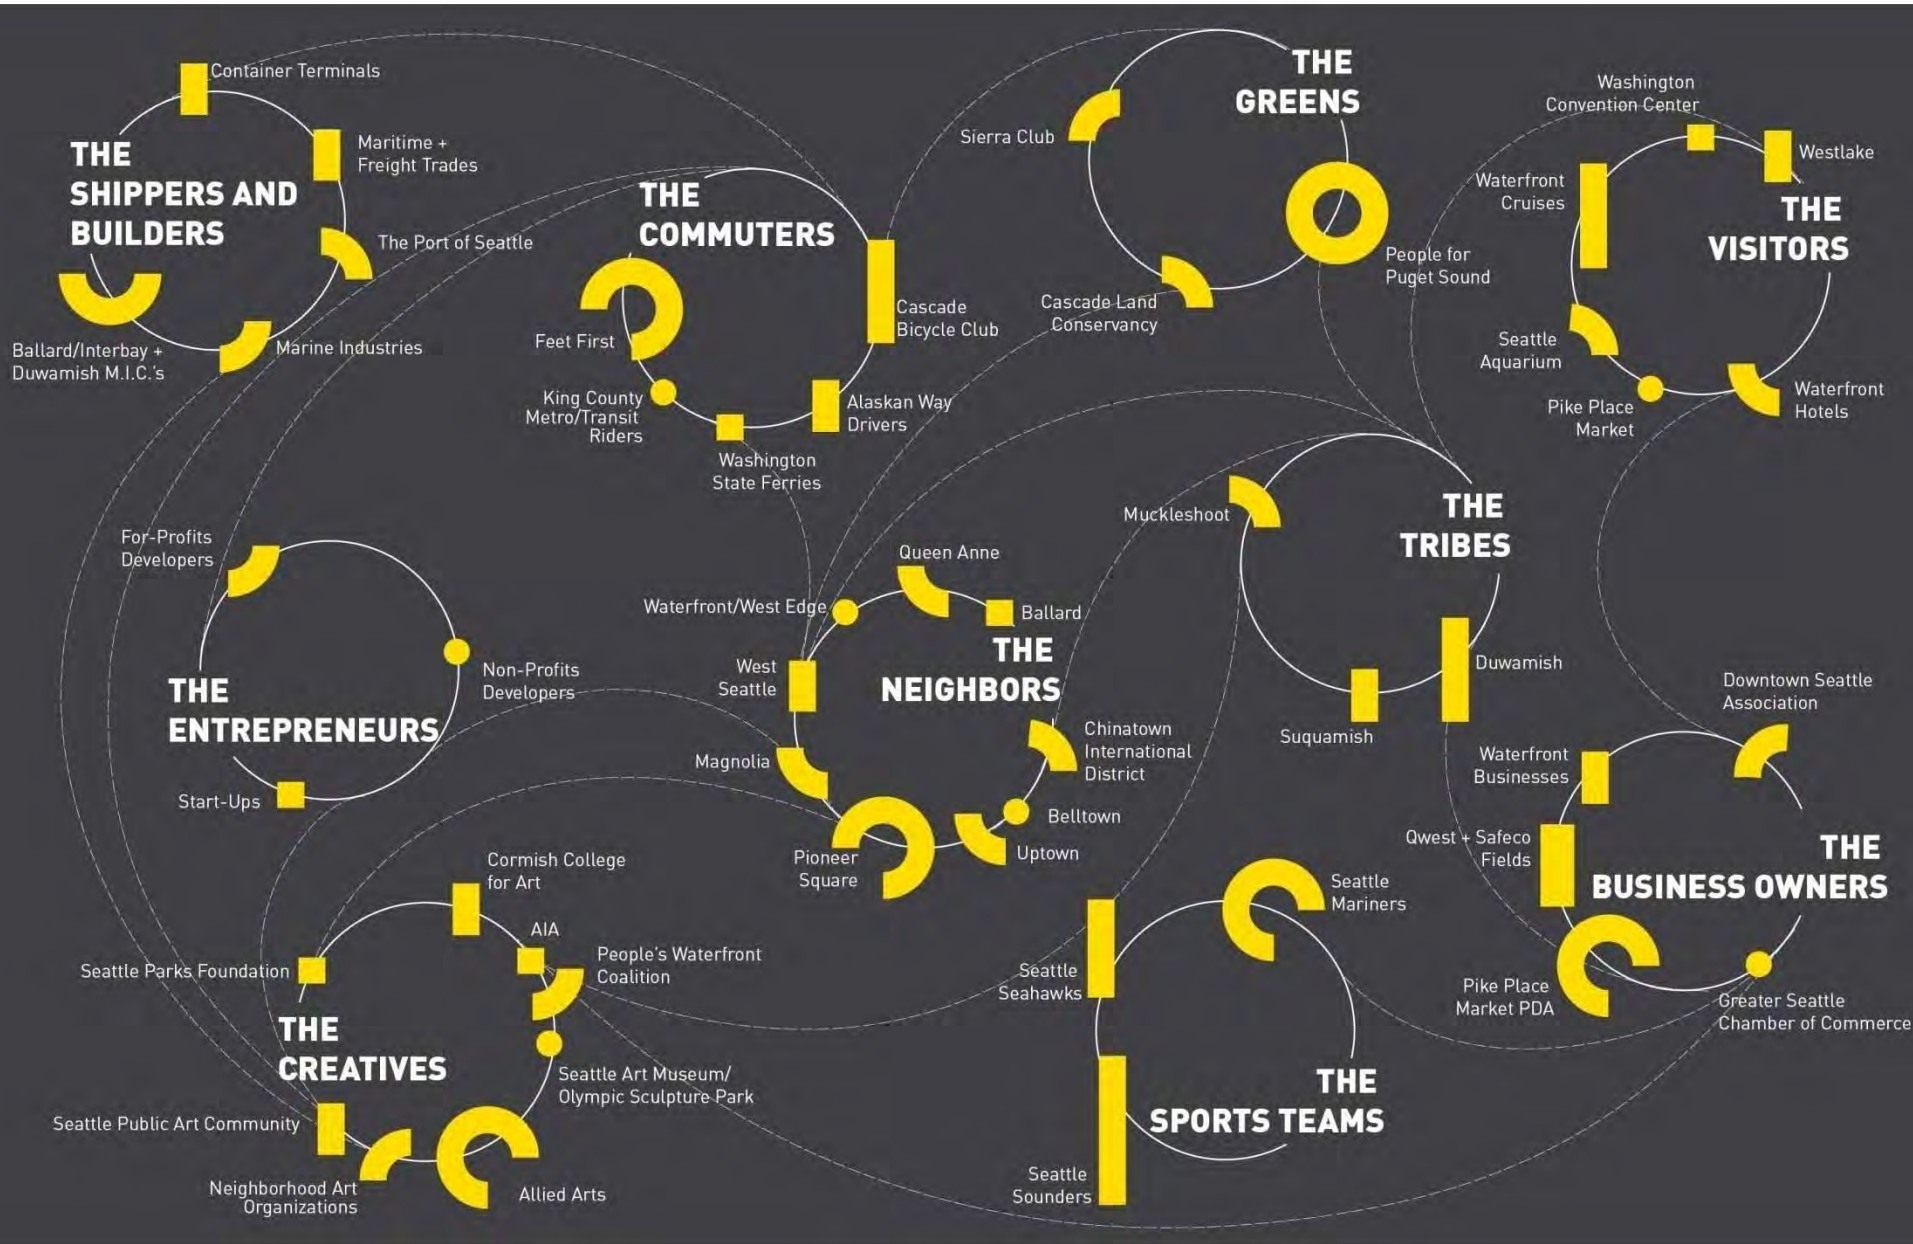 Container Terminals
Maritime +
Freight Trades
THE
SHIPPERS AND
BUILDERS
The Port of Seattle
Ballard/Interbay +
Duwamish M.I.C.'s
Marine Industries
THE
COMMUTERS
Feet First
Cascade
Bicycle Club
King County
Metro/Transit
Riders
Alaskan Way
Drivers
Washington
State Ferries
THE
GREENS
Sierra Club
People for
Puget Sound
Cascade Land
Conservancy
Washington
Convention Center
Westlake
Waterfront
Cruises
THE
VISITORS
Seattle
Aquarium
Pike Place
Market
Waterfront
Hotels
For-Profits
Developers
Non-Profits
Developers
THE
ENTREPRENEURS
Start-Ups
Queen Anne
Waterfront/West Edge
Ballard
THE
NEIGHBORS
West
Seattle
Magnolia
Chinatown
International
District
Belltown
Uptown
Pioneer
Square
Muckleshoot
THE
TRIBES
Duwamish
Suquamish
Downtown Seattle
Association
Waterfront
Businesses
Qwest + Safeco
Fields
THE
BUSINESS OWNERS
Pike Place
Market PDA
Greater Seattle
Chamber of Commerce
Cormish College
for Art
AIA
People's Waterfront
Coalition
Seattle Parks Foundation
THE
CREATIVES
Seattle Art Museum/
Olympic Sculpture Park
Seattle Public Art Community
Neighborhood Art
Organizations
Allied Arts
Seattle
Mariners
Seattle
Seahawks
THE
SPORTS TEAMS
Seattle
Sounders